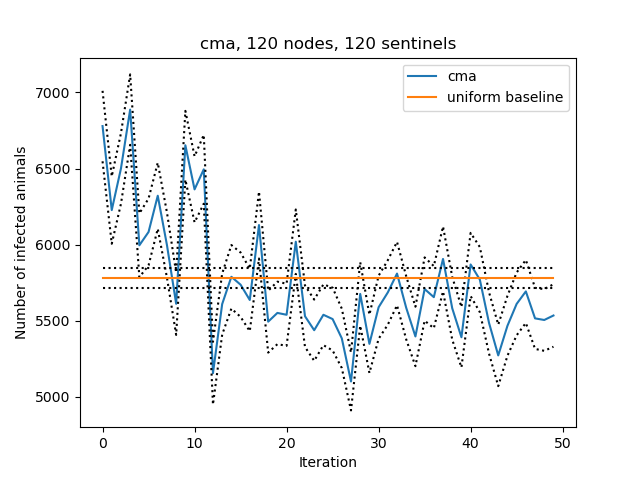 cma, 120 nodes, 120 sentinels
cma
uniform baseline
Number of infected animals
7000
6500
6000
5500
5000
0 10 20 30 40 50
Iteration